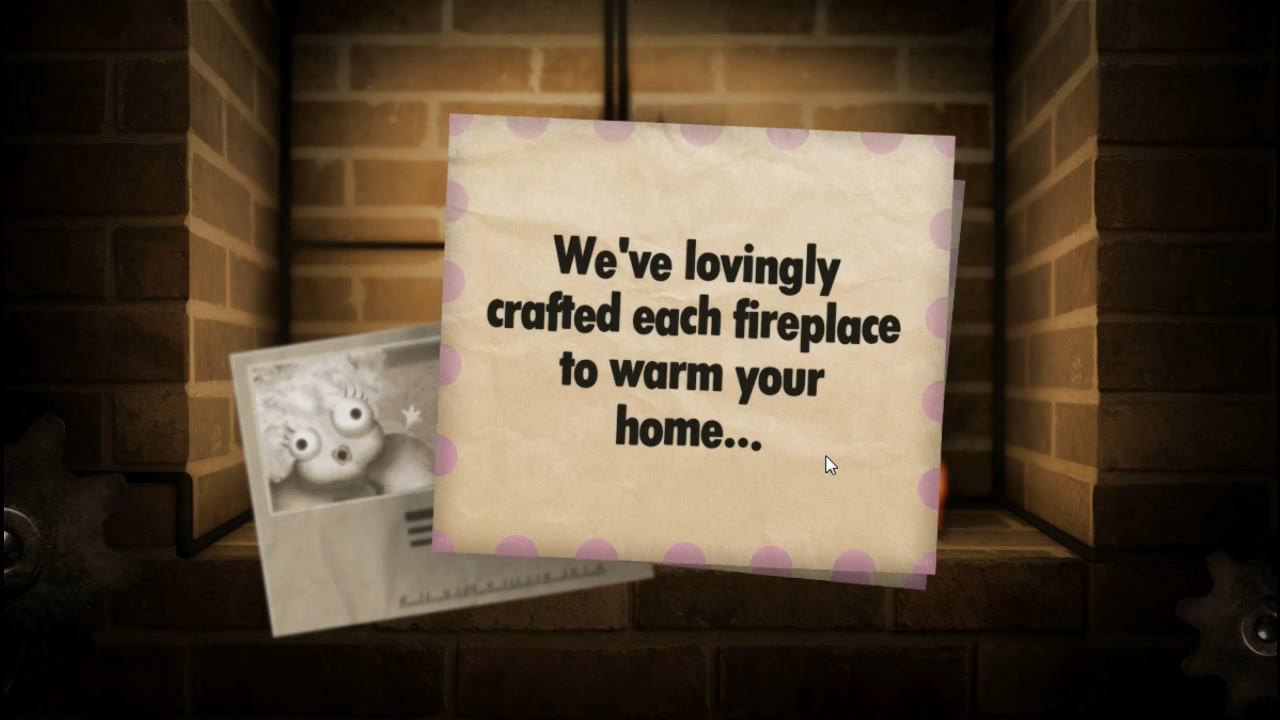 We've lovingly
crafted each fireplace
to warm your
home...